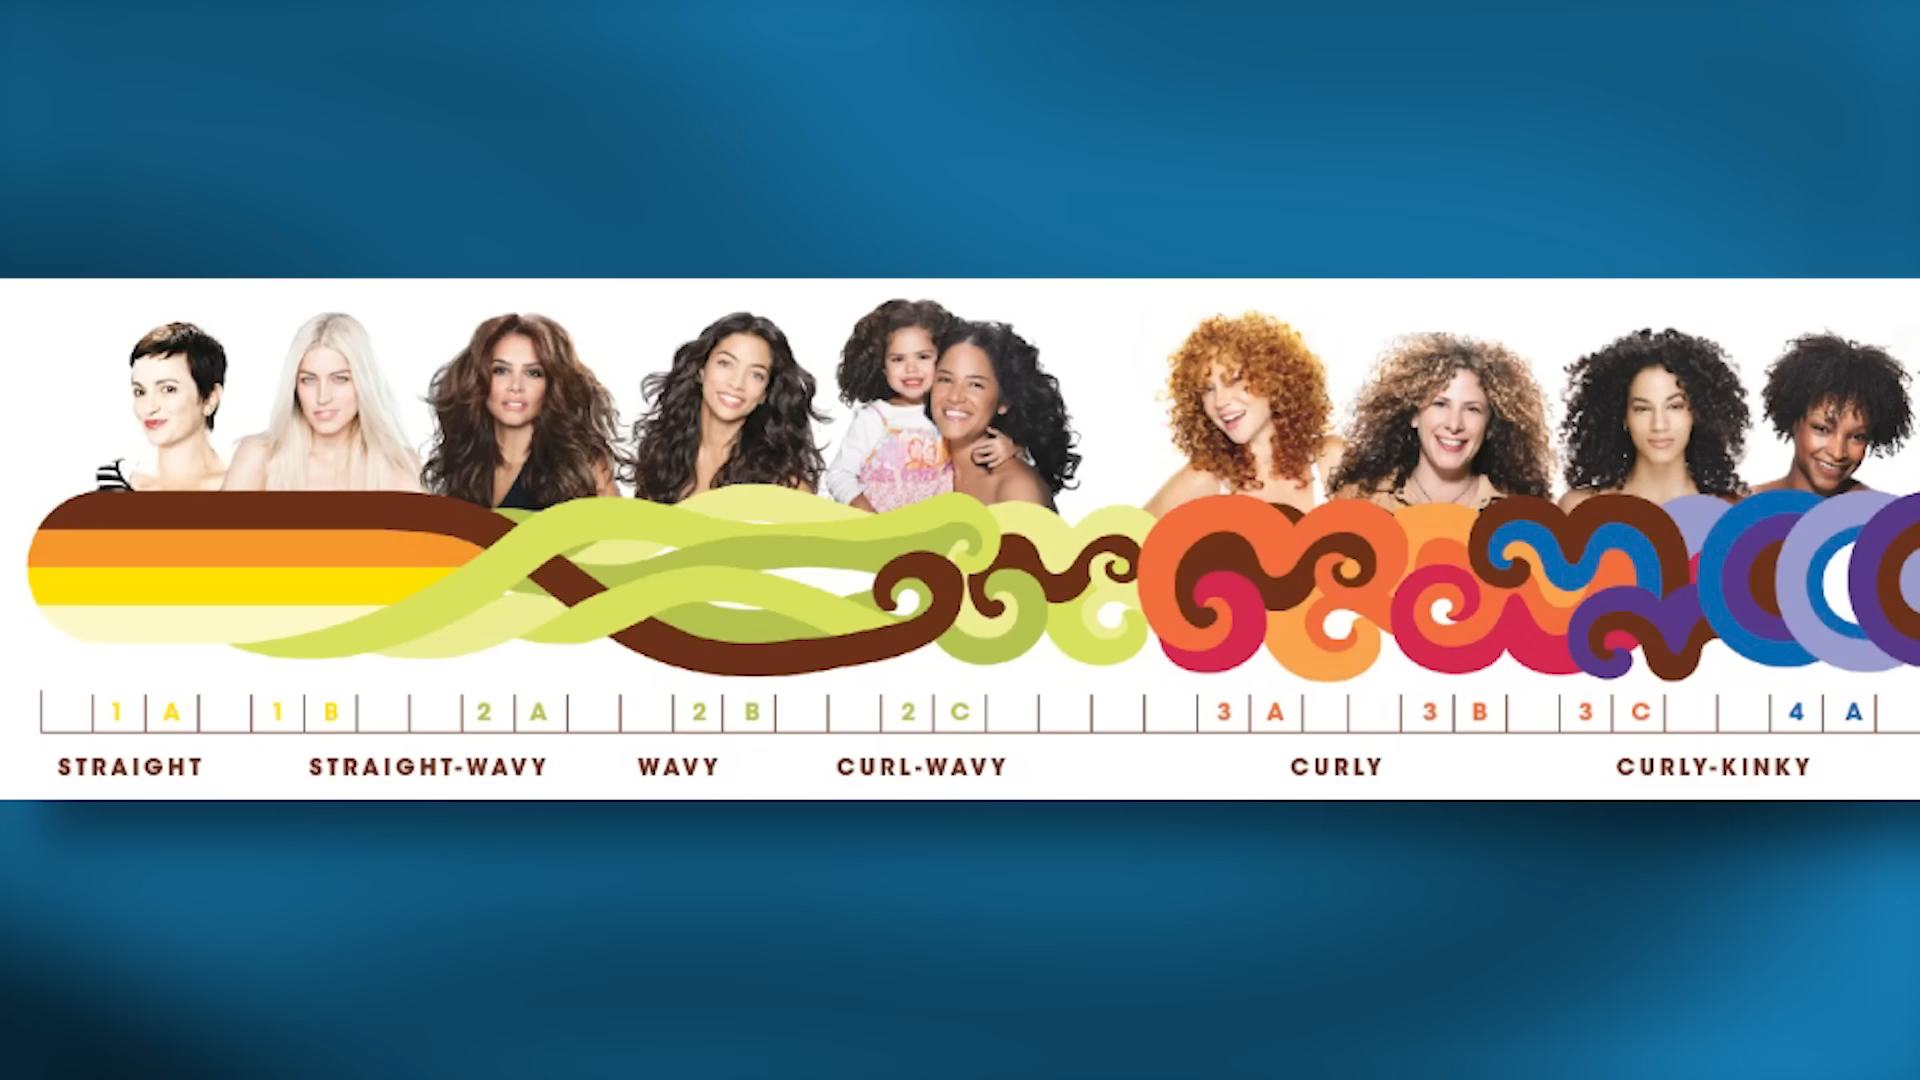 1 A 1 B 2 A 2 B 2 C 3 A 3 B 3 C 4 A
STRAIGHT STRAIGHT-WAVY WAVY CURL-WAVY CURLY CURLY-KINKY